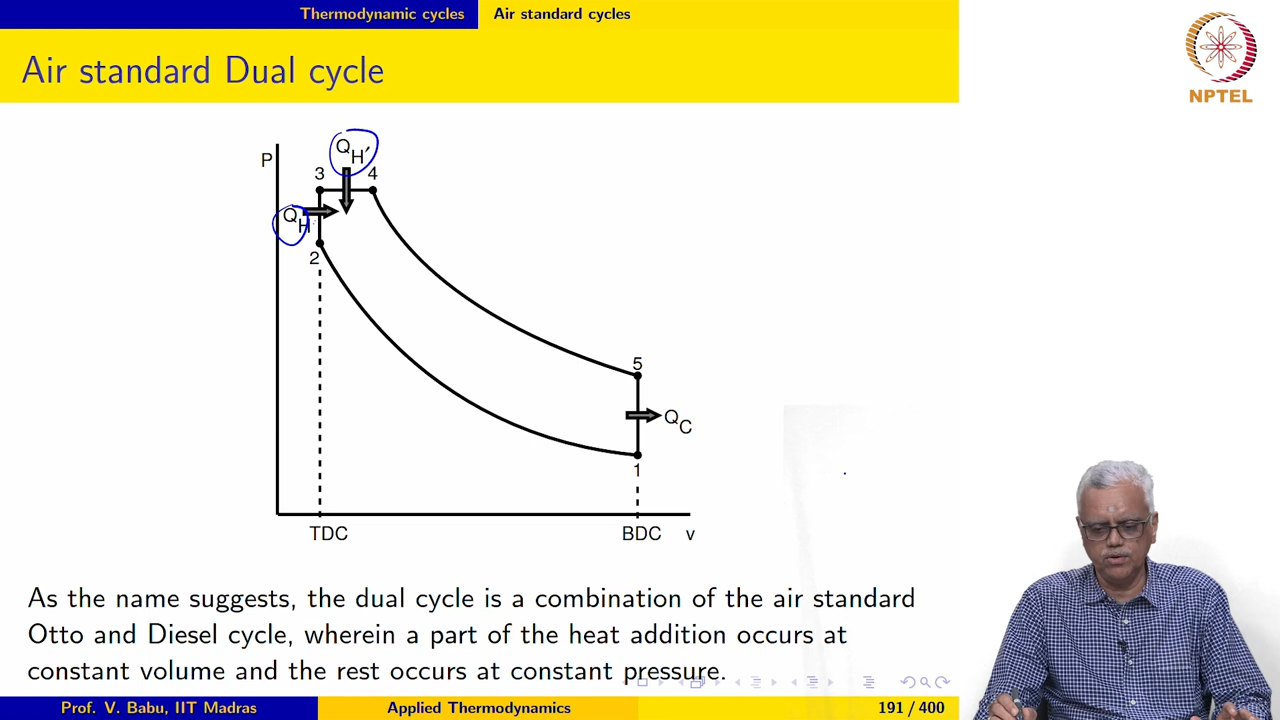 Thermodynamic cycles Air standard cycles
Air standard Dual cycle
NPTEL
P
Q H′
3 4
Q H
2
5
Q C
1
TDC BDC v
As the name suggests, the dual cycle is a combination of the air standard
Otto and Diesel cycle, wherein a part of the heat addition occurs at
constant volume and the rest occurs at constant pressure.
Prof. V. Babu, IIT Madras Applied Thermodynamics 191 / 400